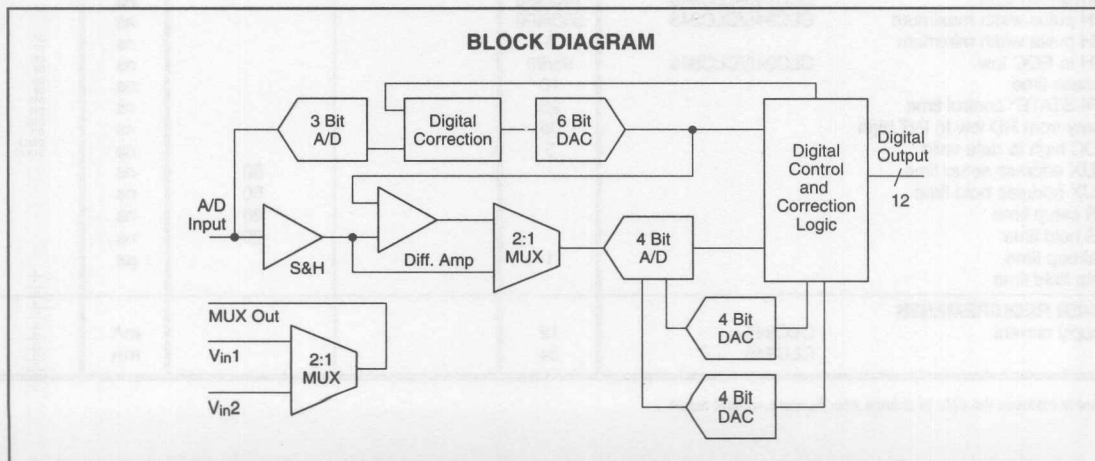 BLOCK DIAGRAM
3 Bit
A/D
Digital
Correction
6 Bit
DAC
Digital
Control
and
Correction
Logic
Digital
Output
12
A/D
Input
S&H
Diff. Amp
2:1
MUX
4 Bit
A/D
MUX Out
Vin1
Vin2
2:1
MUX
4 Bit
DAC
4 Bit
DAC